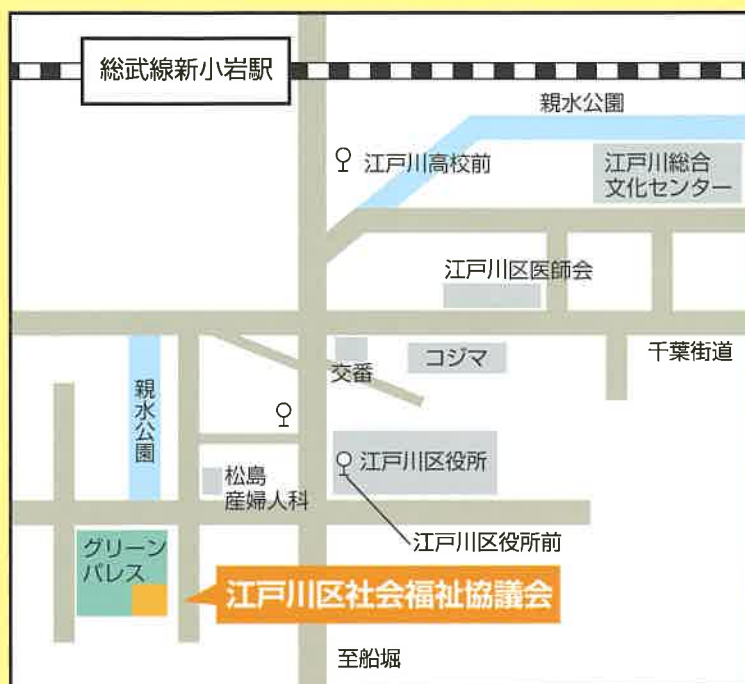 総武線新小岩駅
親水公園
江戸川高校前
江戸川総合
文化センター
江戸川区医師会
千葉街道
コジマ
交番
親水公園
江戸川区役所
松島
産婦人科
江戸川区役所前
グリーン
パレス
江戸川区社会福祉協議会
至船堀